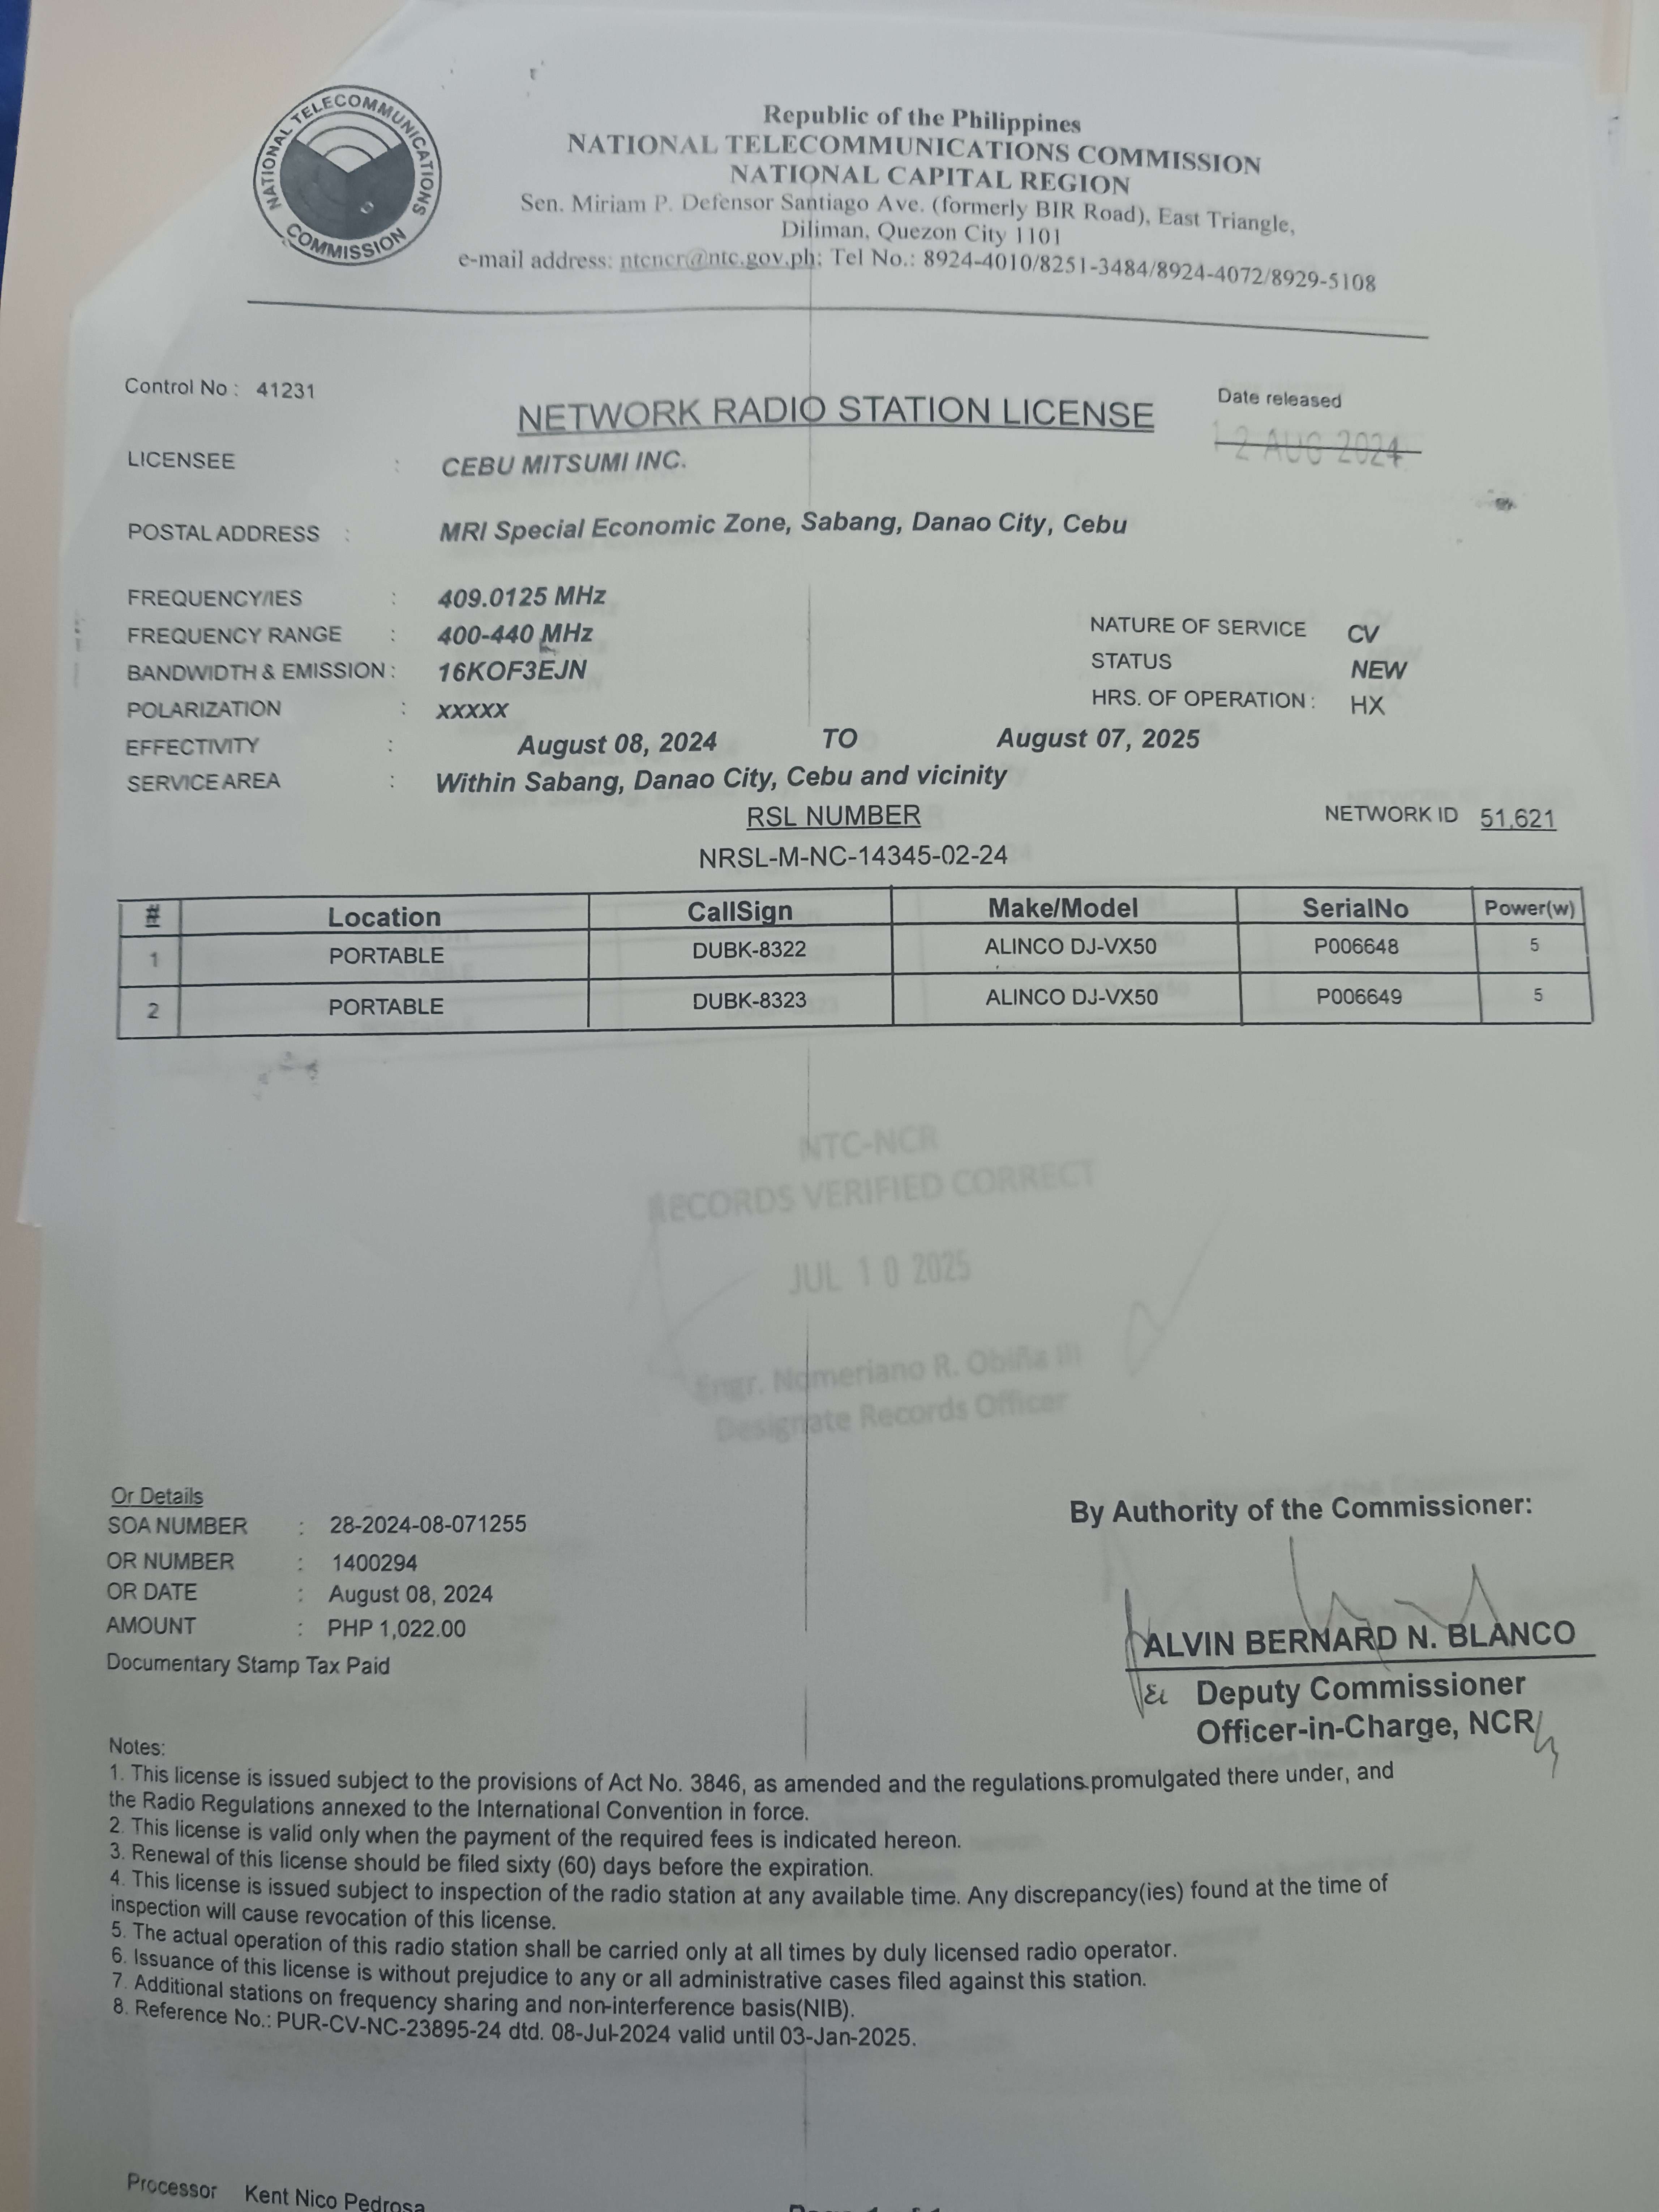 NATIONAL TELECOMMUNICATIONS COMMISSION
Republic of the Philippines
NATIONAL TELECOMMUNICATIONS COMMISSION
NATIONAL CAPITAL REGION
Sen. Miriam P. Defensor Santiago Ave. (formerly BIR Road), East Triangle,
Diliman, Quezon City 1101
e-mail address: ntcncr@ntc.gov.ph; Tel No.: 8924-4010/8251-3484/8924-4072/8929-5108
Control No : 41231
Date released
NETWORK RADIO STATION LICENSE
12 AUG 2024
LICENSEE : CEBU MITSUMI INC.
POSTAL ADDRESS : MRI Special Economic Zone, Sabang, Danao City, Cebu
FREQUENCY/IES : 409.0125 MHz
FREQUENCY RANGE : 400-440 MHz NATURE OF SERVICE CV
BANDWIDTH & EMISSION : 16KOF3EJN STATUS NEW
POLARIZATION : xxxxx HRS. OF OPERATION : HX
EFFECTIVITY : August 08, 2024 TO August 07, 2025
SERVICE AREA : Within Sabang, Danao City, Cebu and vicinity
RSL NUMBER NETWORK ID 51,621
NRSL-M-NC-14345-02-24
# Location CallSign Make/Model SerialNo Power(w)
1 PORTABLE DUBK-8322 ALINCO DJ-VX50 P006648 5
2 PORTABLE DUBK-8323 ALINCO DJ-VX50 P006649 5
NTC-NCR
RECORDS VERIFIED CORRECT
JUL 10 2025
Engr. Nomeriano R. Obiña III
Designate Records Officer
Or Details
SOA NUMBER : 28-2024-08-071255
OR NUMBER : 1400294
OR DATE : August 08, 2024
AMOUNT : PHP 1,022.00
Documentary Stamp Tax Paid
By Authority of the Commissioner:
ALVIN BERNARD N. BLANCO
Deputy Commissioner
Officer-in-Charge, NCR
Notes:
1. This license is issued subject to the provisions of Act No. 3846, as amended and the regulations promulgated there under, and
the Radio Regulations annexed to the International Convention in force.
2. This license is valid only when the payment of the required fees is indicated hereon.
3. Renewal of this license should be filed sixty (60) days before the expiration.
4. This license is issued subject to inspection of the radio station at any available time. Any discrepancy(ies) found at the time of
inspection will cause revocation of this license.
5. The actual operation of this radio station shall be carried only at all times by duly licensed radio operator.
6. Issuance of this license is without prejudice to any or all administrative cases filed against this station.
7. Additional stations on frequency sharing and non-interference basis(NIB).
8. Reference No.: PUR-CV-NC-23895-24 dtd. 08-Jul-2024 valid until 03-Jan-2025.
Processor Kent Nico Pedrosa